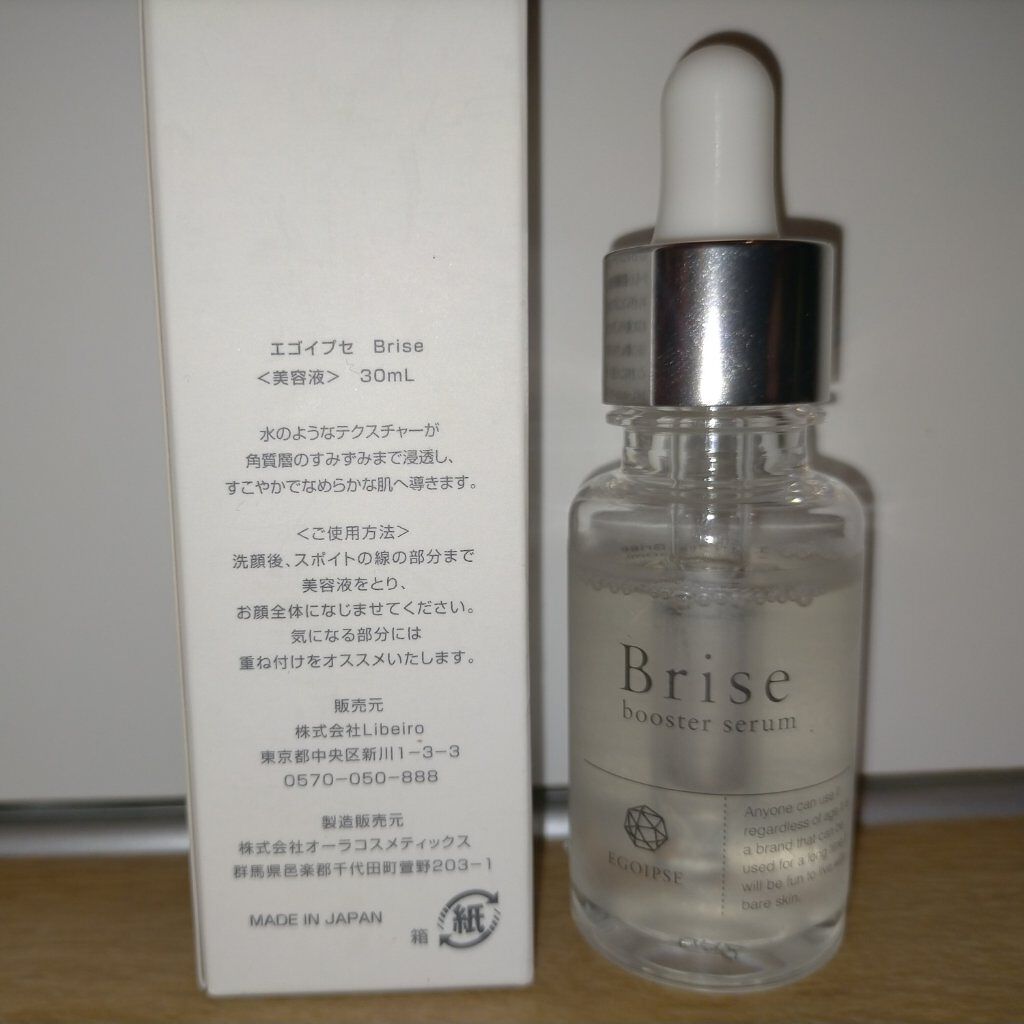 エゴイプセ Brise
<美容液> 30mL
水のようなテクスチャーが
角質層のすみずみまで浸透し、
すこやかでなめらかな肌へ導きます。
<ご使用方法>
洗顔後、スポイトの線の部分まで
美容液をとり、
お顔全体になじませてください。
気になる部分には
重ね付けをオススメいたします。
販売元
株式会社Libeiro
東京都中央区新川1-3-3
0570-050-888
製造販売元
株式会社オーラコスメティックス
群馬県邑楽郡千代田町萱野203-1
MADE IN JAPAN
箱
紙
Brise
booster serum
EGOIPSE
Anyone can use
regardless of age
a brand that can be
used for a long
will be fun to
bare skin.